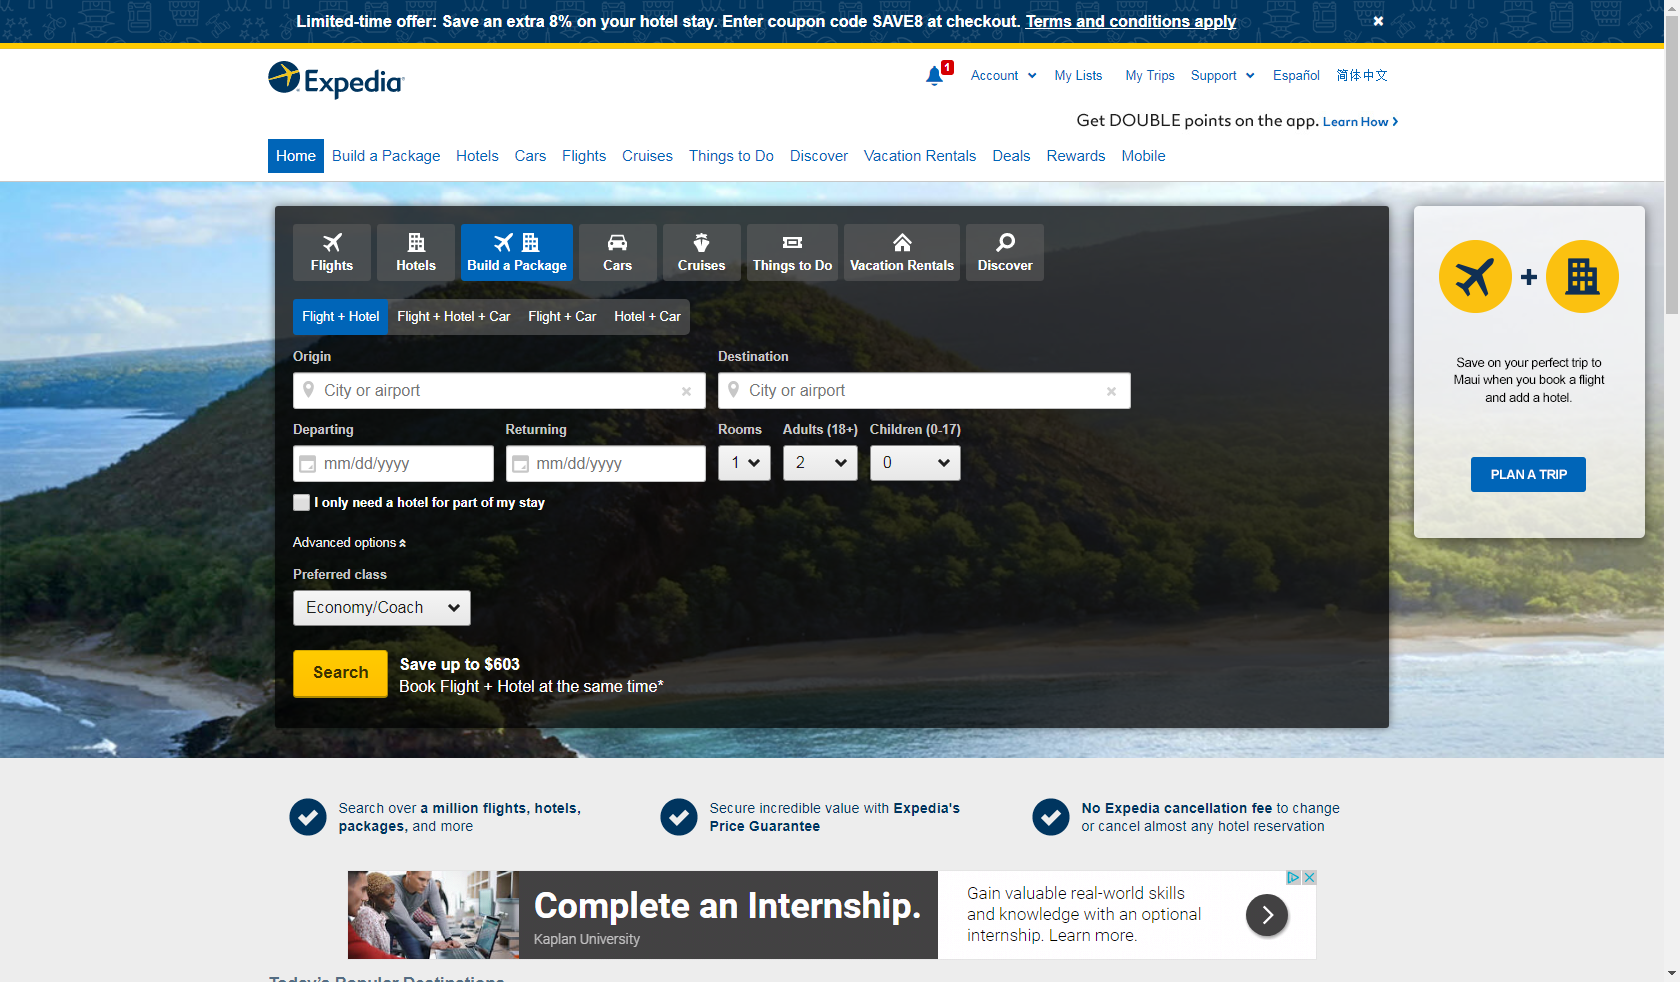 Limited-time offer: Save an extra 8% on your hotel stay. Enter coupon code SAVE8 at checkout. Terms and conditions apply
Expedia
1
Account
My Lists
My Trips
Support
Español
简体中文
Get DOUBLE points on the app. Learn How
Home
Build a Package
Hotels
Cars
Flights
Cruises
Things to Do
Discover
Vacation Rentals
Deals
Rewards
Mobile
Flights
Hotels
Build a Package
Cars
Cruises
Things to Do
Vacation Rentals
Discover
Flight + Hotel
Flight + Hotel + Car
Flight + Car
Hotel + Car
Origin
Destination
City or airport
City or airport
Departing
Returning
Rooms
Adults (18+)
Children (0-17)
mm/dd/yyyy
mm/dd/yyyy
1
2
0
I only need a hotel for part of my stay
Advanced options
Preferred class
Economy/Coach
Search
Save up to $603
Book Flight + Hotel at the same time*
+
Save on your perfect trip to
Maui when you book a flight
and add a hotel.
PLAN A TRIP
Search over a million flights, hotels,
packages, and more
Secure incredible value with Expedia's
Price Guarantee
No Expedia cancellation fee to change
or cancel almost any hotel reservation
Complete an Internship.
Kaplan University
Gain valuable real-world skills
and knowledge with an optional
internship. Learn more.
Today's Popular Destinations